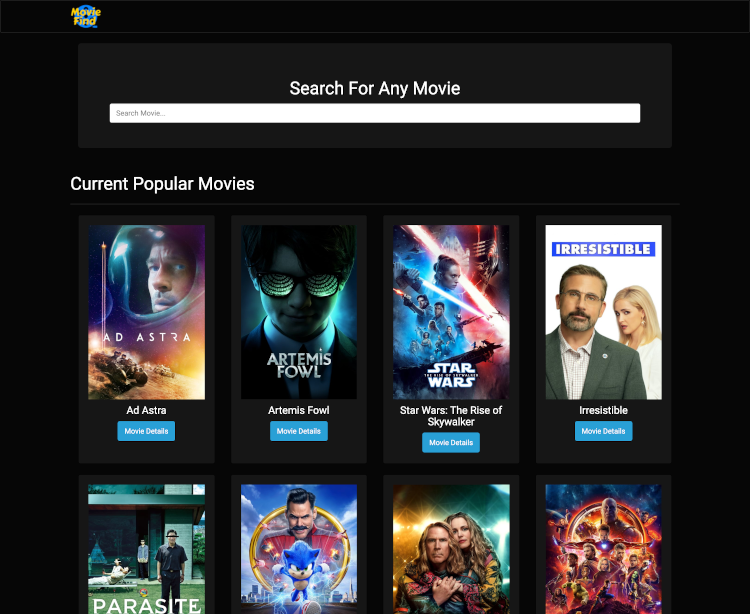 Movie
Find
Search For Any Movie
Search Movie...
Current Popular Movies
AD ASTRA
ARTEMIS
FOWL
STAR
THE RISE OF SKYWALKER
WARS
IRRESISTIBLE
Ad Astra
Artemis Fowl
Star Wars: The Rise of
Skywalker
Irresistible
Movie Details
Movie Details
Movie Details
Movie Details
PARASITE